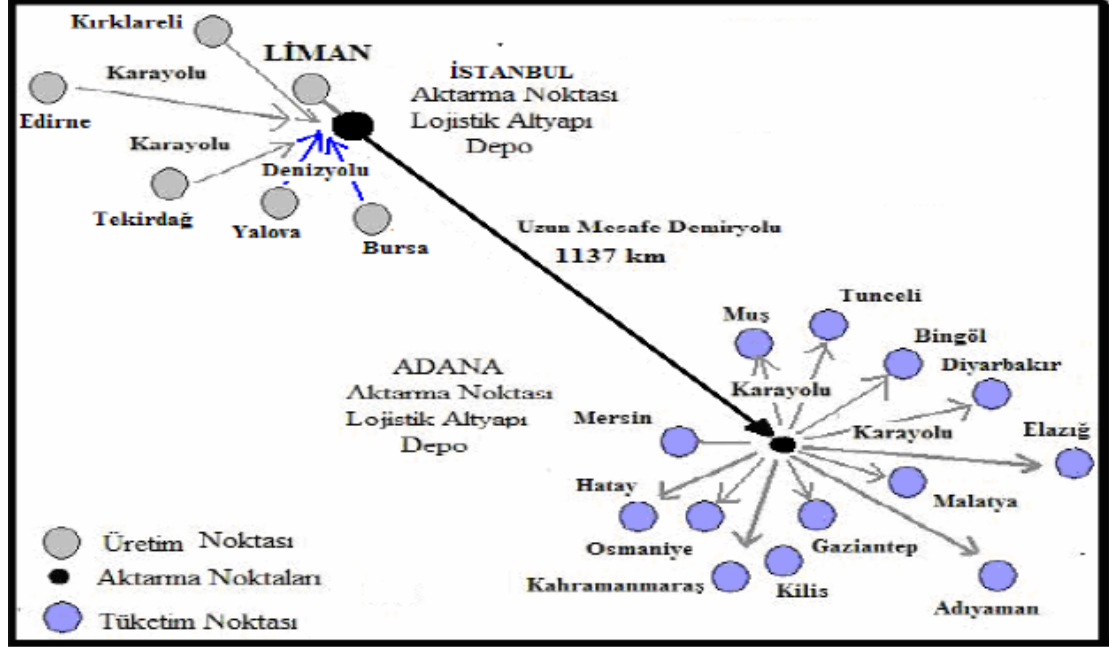 Kırklareli
LİMAN
Karayolu
İSTANBUL
Aktarma Noktası
Lojistik Altyapı
Depo
Edirne
Karayolu
Denizyolu
Tekirdağ
Yalova
Bursa
Uzun Mesafe Demiryolu
1137 km
Tunceli
Muş
Bingöl
Diyarbakır
ADANA
Aktarma Noktası
Lojistik Altyapı
Depo
Karayolu
Mersin
Karayolu
Elazığ
Hatay
Malatya
Osmaniye
Gaziantep
Kahramanmaraş
Kilis
Adıyaman
Üretim Noktası
Aktarma Noktaları
Tüketim Noktası